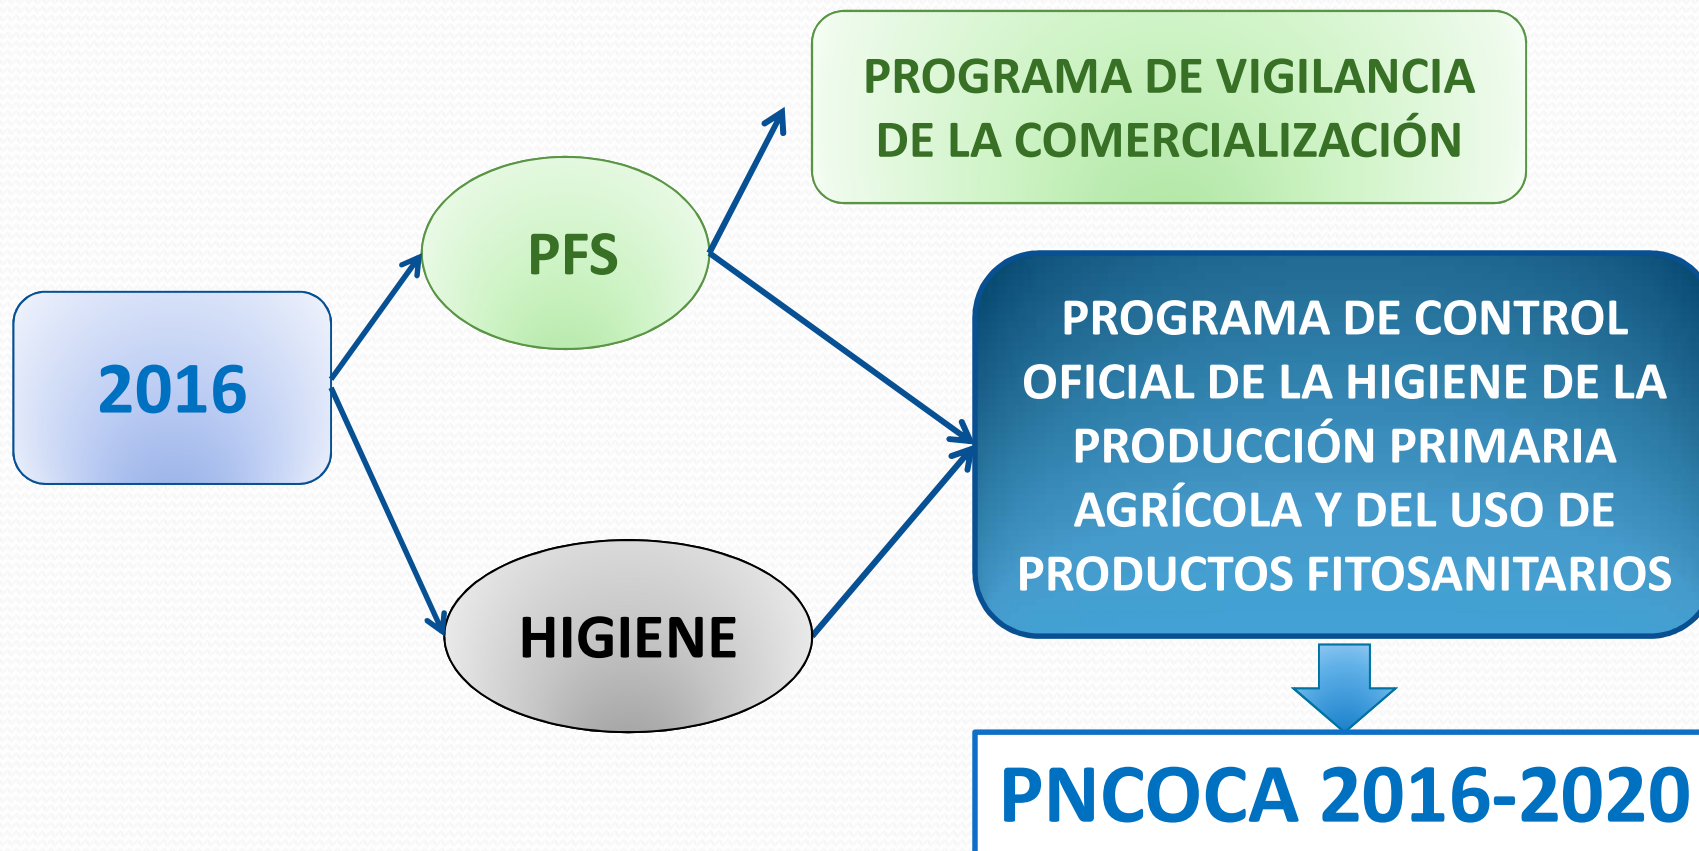 PROGRAMA DE VIGILANCIA
DE LA COMERCIALIZACIÓN
PFS
2016
PROGRAMA DE CONTROL
OFICIAL DE LA HIGIENE DE LA
PRODUCCIÓN PRIMARIA
AGRÍCOLA Y DEL USO DE
PRODUCTOS FITOSANITARIOS
HIGIENE
PNCOCA 2016-2020